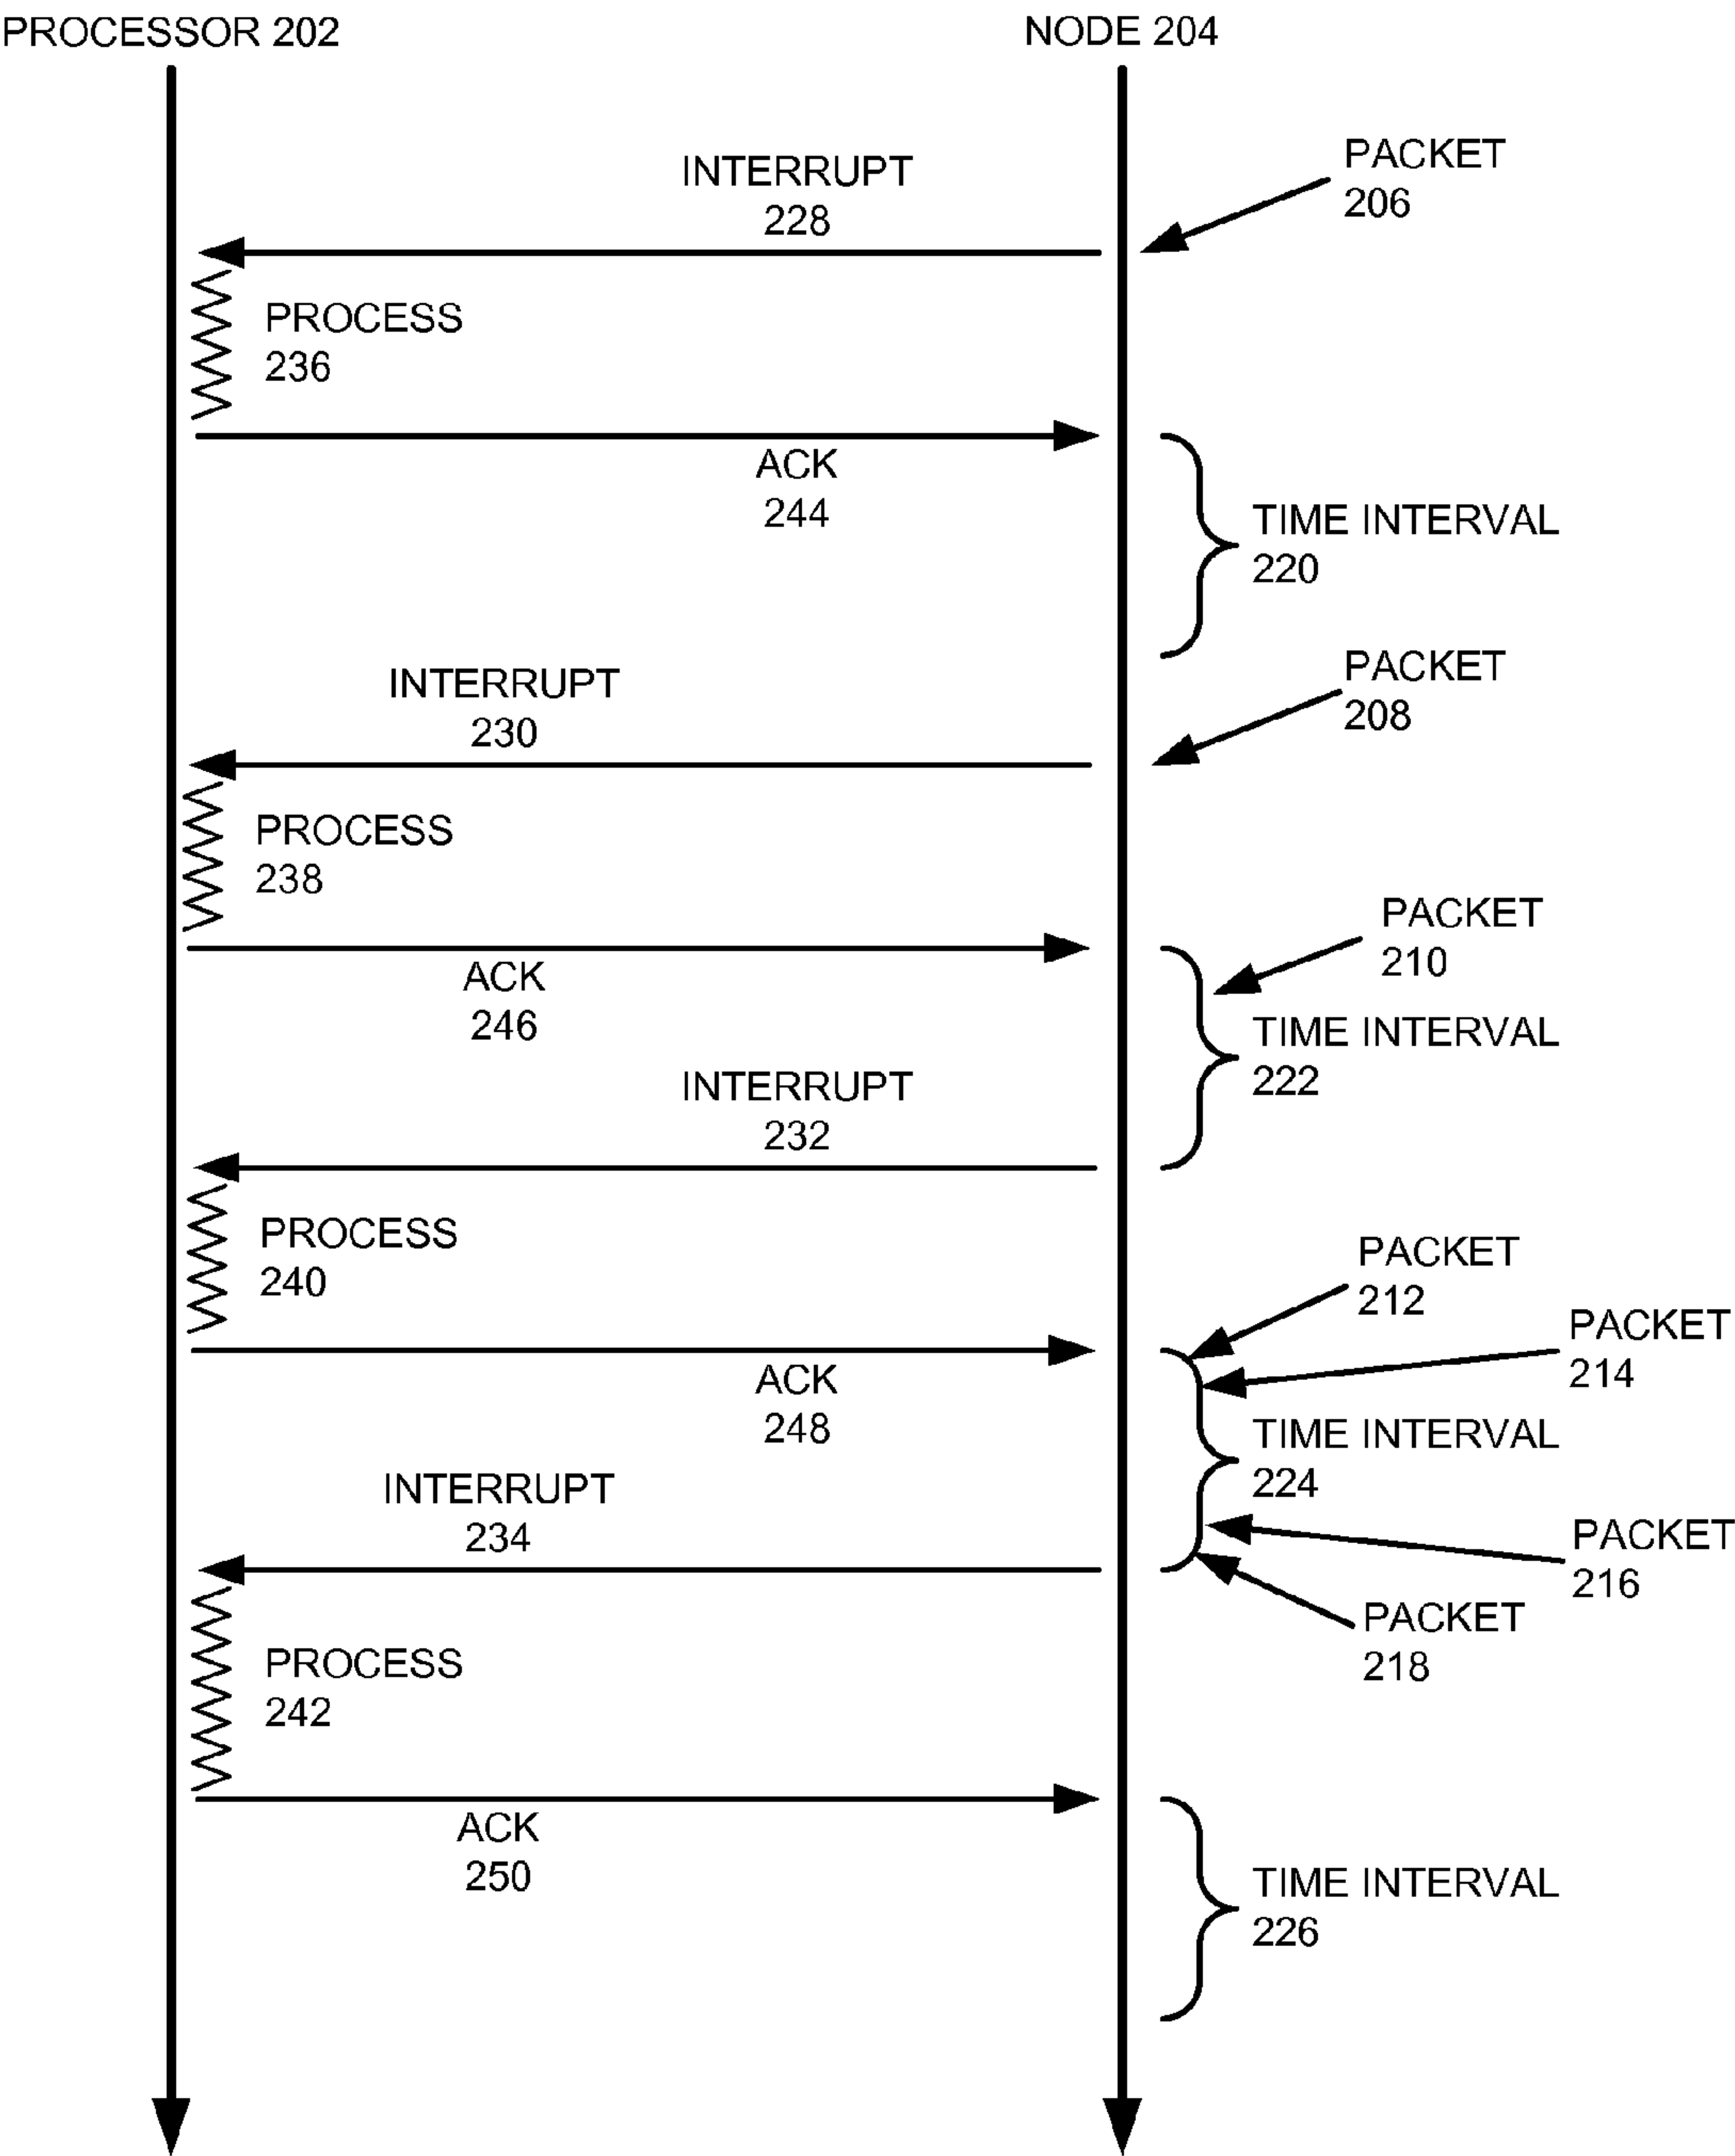 PROCESSOR 202
NODE 204
PACKET
206
INTERRUPT
228
PROCESS
236
ACK
244
TIME INTERVAL
220
PACKET
208
INTERRUPT
230
PROCESS
238
PACKET
210
ACK
246
TIME INTERVAL
222
INTERRUPT
232
PROCESS
240
PACKET
212
PACKET
214
ACK
248
TIME INTERVAL
224
INTERRUPT
234
PACKET
216
PACKET
218
PROCESS
242
ACK
250
TIME INTERVAL
226